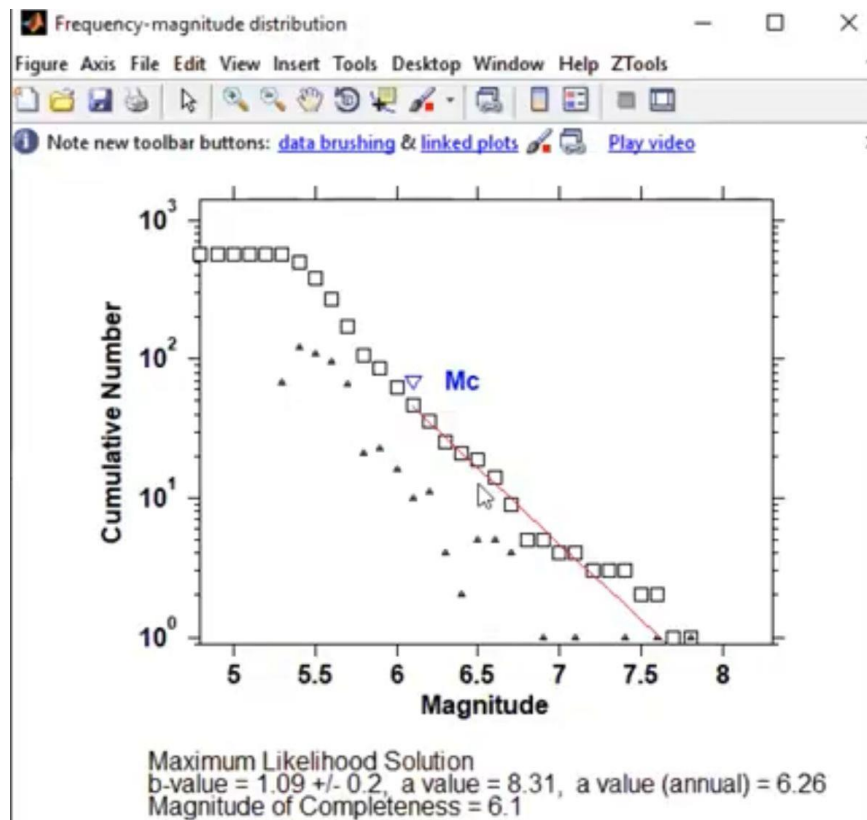 Frequency-magnitude distribution
Figure Axis File Edit View Insert Tools Desktop Window Help ZTools
Note new toolbar buttons: data brushing & linked plots Play video
10³
10²
10¹
10⁰
Cumulative Number
Mc
5 5.5 6 6.5 7 7.5 8
Magnitude
Maximum Likelihood Solution
b-value = 1.09 +/- 0.2, a value = 8.31, a value (annual) = 6.26
Magnitude of Completeness = 6.1